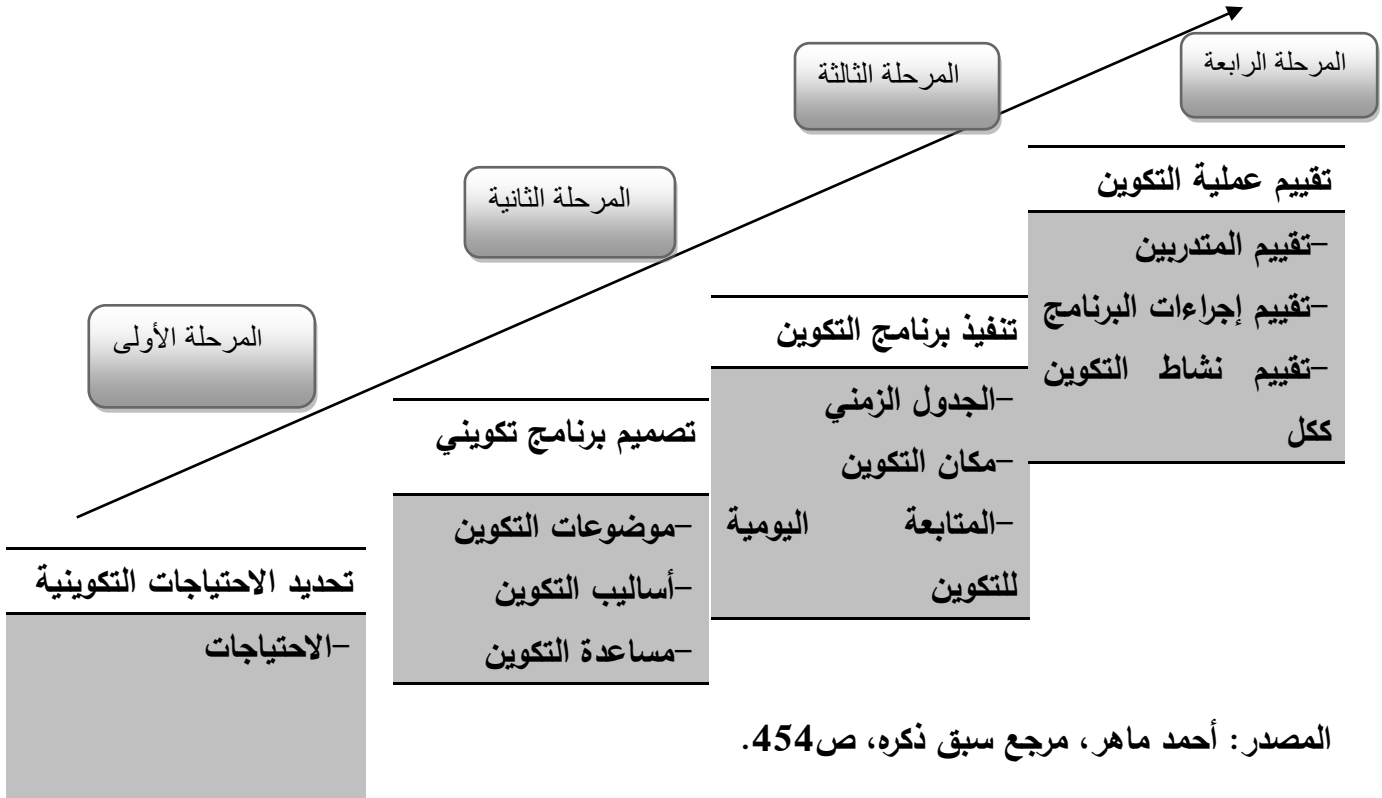 المرحلة الأولى
المرحلة الثانية
المرحلة الثالثة
المرحلة الرابعة
تحديد الاحتياجات التكوينية
-الاحتياجات
تصميم برنامج تكويني
-موضوعات التكوين
-أساليب التكوين
-مساعدة التكوين
تنفيذ برنامج التكوين
-الجدول الزمني
-مكان التكوين
-المتابعة اليومية
للتكوين
تقييم عملية التكوين
-تقييم المتدربين
-تقييم إجراءات البرنامج
-تقييم نشاط التكوين
ككل
المصدر: أحمد ماهر، مرجع سبق ذكره، ص454.